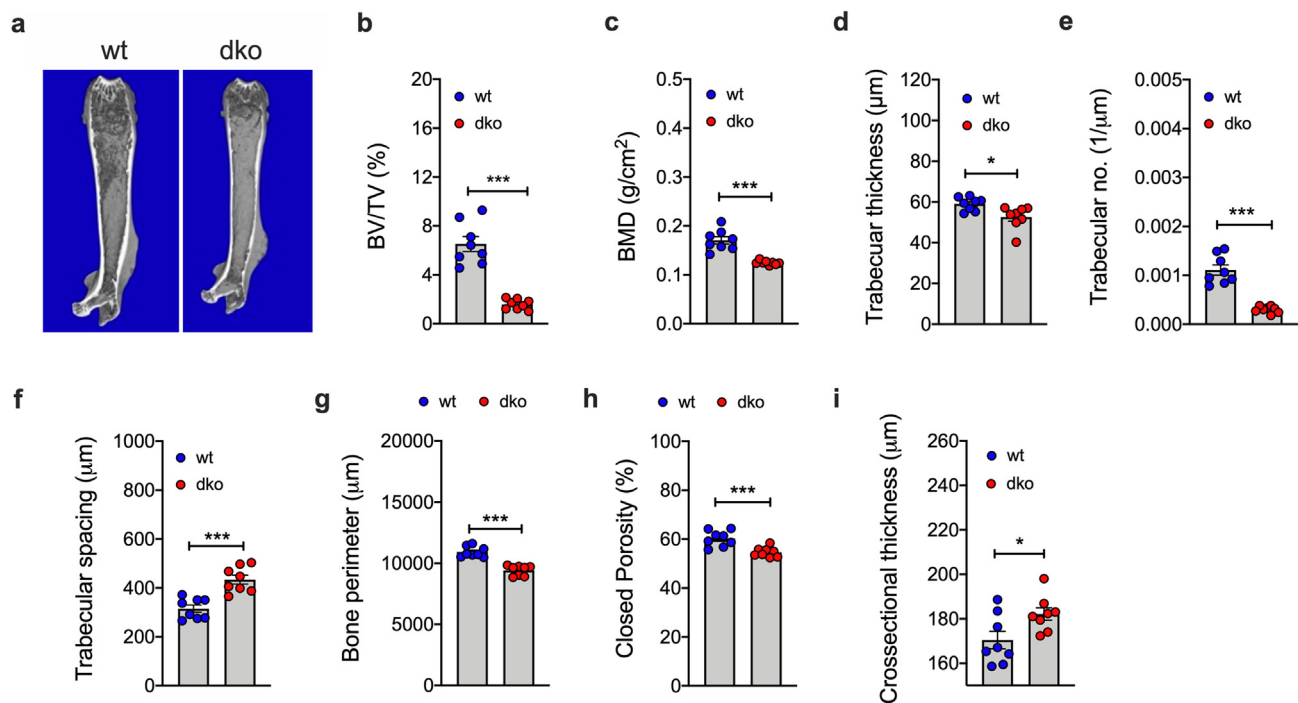 a
wt
dko
b
BV/TV (%)
20
16
12
8
4
0
wt
dko
***
c
BMD (g/cm2)
0.5
0.4
0.3
0.2
0.1
0.0
wt
dko
***
d
Trabecuar thickness (μm)
120
100
80
60
40
20
0
wt
dko
*
e
Trabecular no. (1/μm)
0.005
0.004
0.003
0.002
0.001
0.000
wt
dko
***
f
Trabecular spacing (μm)
1000
800
600
400
200
0
wt
dko
***
g
wt dko
Bone perimeter (μm)
20000
15000
10000
5000
0
***
h
wt dko
Closed Porosity (%)
100
80
60
40
20
0
***
i
Crossectional thickness (μm)
260
240
220
200
180
160
wt
dko
*